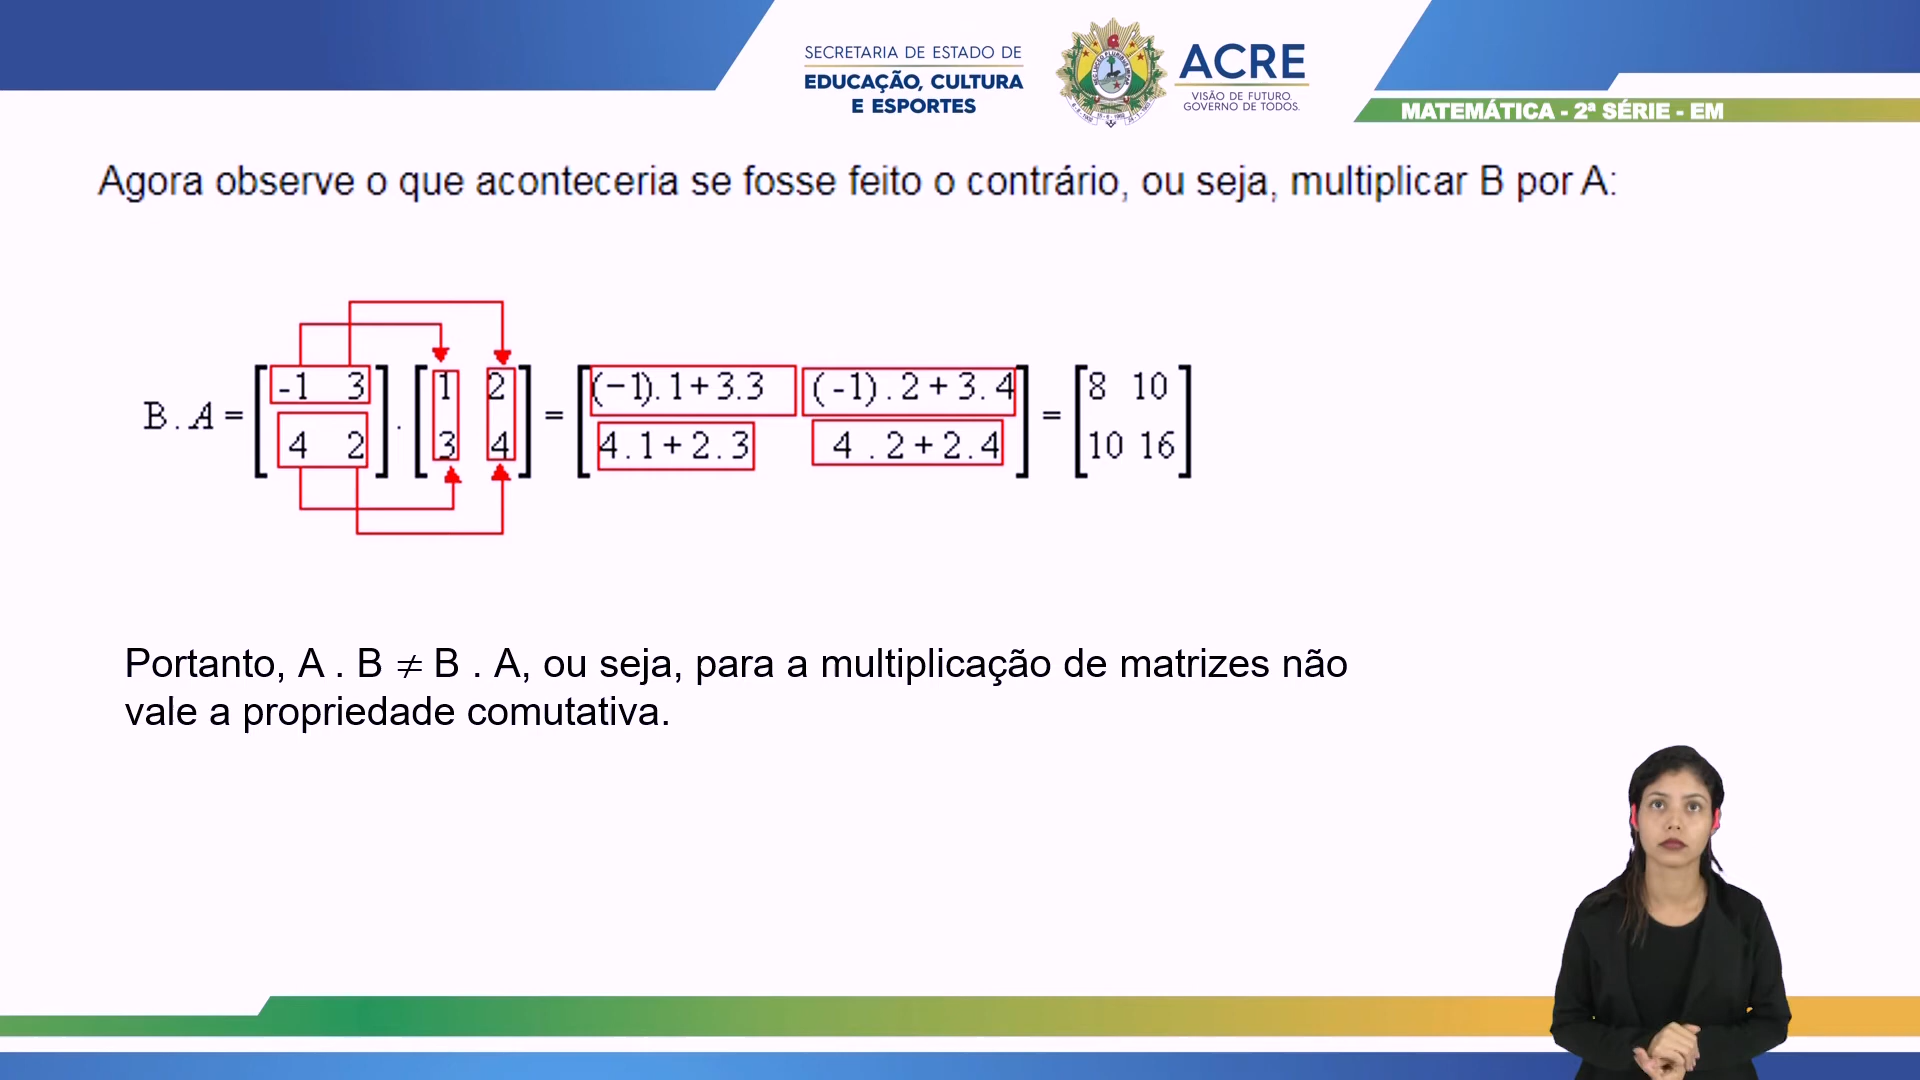 SECRETARIA DE ESTADO DE
EDUCAÇÃO, CULTURA
E ESPORTES
ACRE
VISÃO DE FUTURO.
GOVERNO DE TODOS.
MATEMÁTICA - 2ª SÉRIE - EM
Agora observe o que aconteceria se fosse feito o contrário, ou seja, multiplicar B por A:
B . A = [-1 3] . [1 2] = [(-1). 1+3.3 (-1) . 2 + 3. 4] = [8 10]
[4 2] [3 4] [4 . 1 + 2 . 3 4 . 2 + 2 . 4] [10 16]
Portanto, A . B ≠ B . A, ou seja, para a multiplicação de matrizes não
vale a propriedade comutativa.